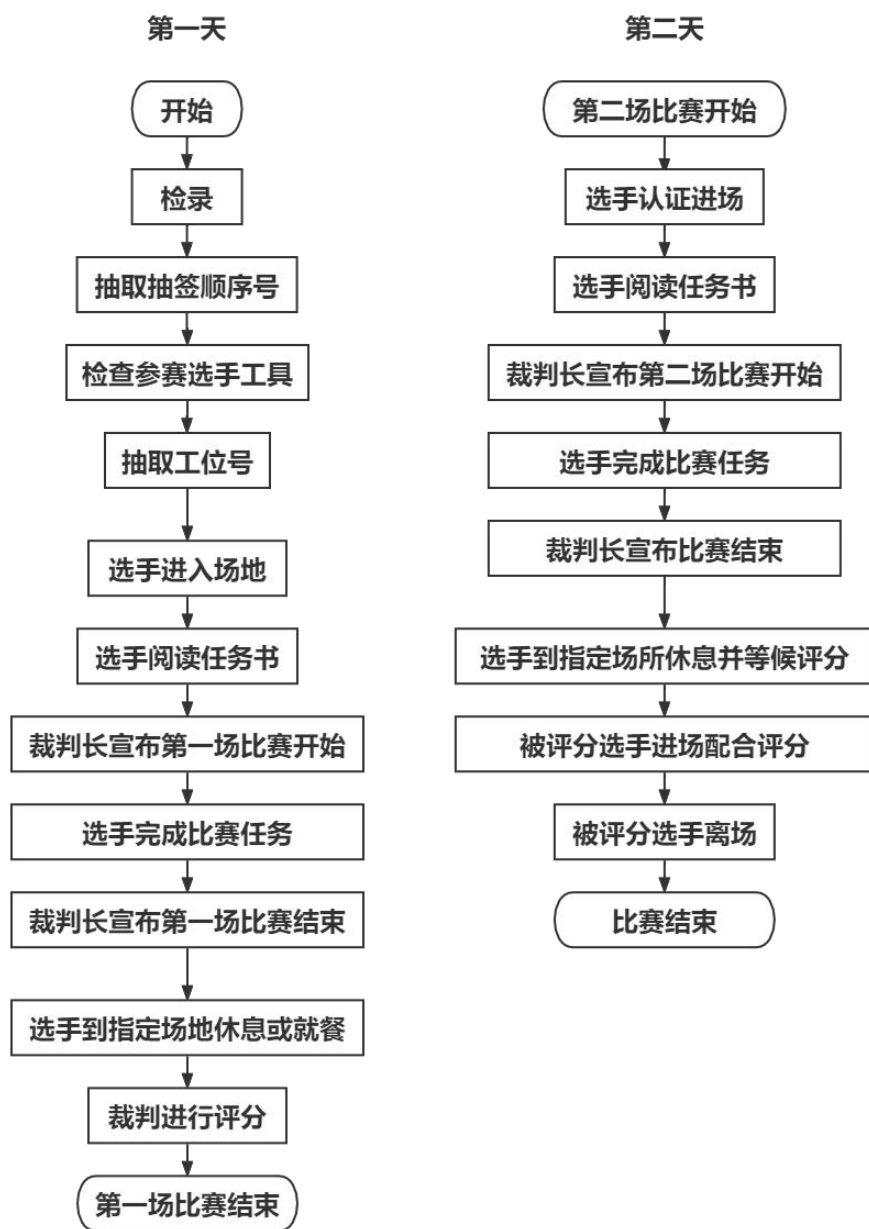 第一天
开始
检录
抽取抽签顺序号
检查参赛选手工具
抽取工位号
选手进入场地
选手阅读任务书
裁判长宣布第一场比赛开始
选手完成比赛任务
裁判长宣布第一场比赛结束
选手到指定场地休息或就餐
裁判进行评分
第一场比赛结束
第二天
第二场比赛开始
选手认证进场
选手阅读任务书
裁判长宣布第二场比赛开始
选手完成比赛任务
裁判长宣布比赛结束
选手到指定场所休息并等候评分
被评分选手进场配合评分
被评分选手离场
比赛结束